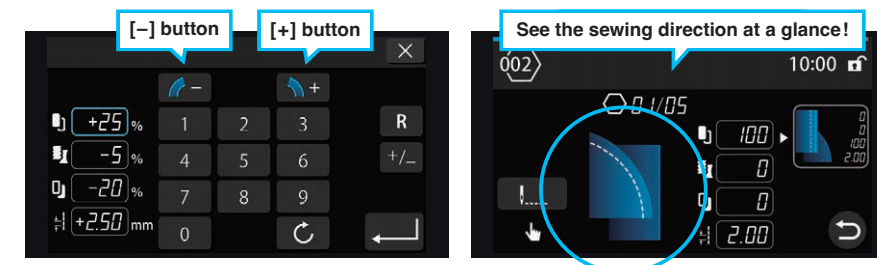 [−] button
[+] button
−
+
+25 %
1 2 3
R
−5 %
4 5 6
+/−
−20 %
7 8 9
+2.50 mm
0
See the sewing direction at a glance!
002
10:00
01/05
100
0
0
2.00
0
0
100
2.00